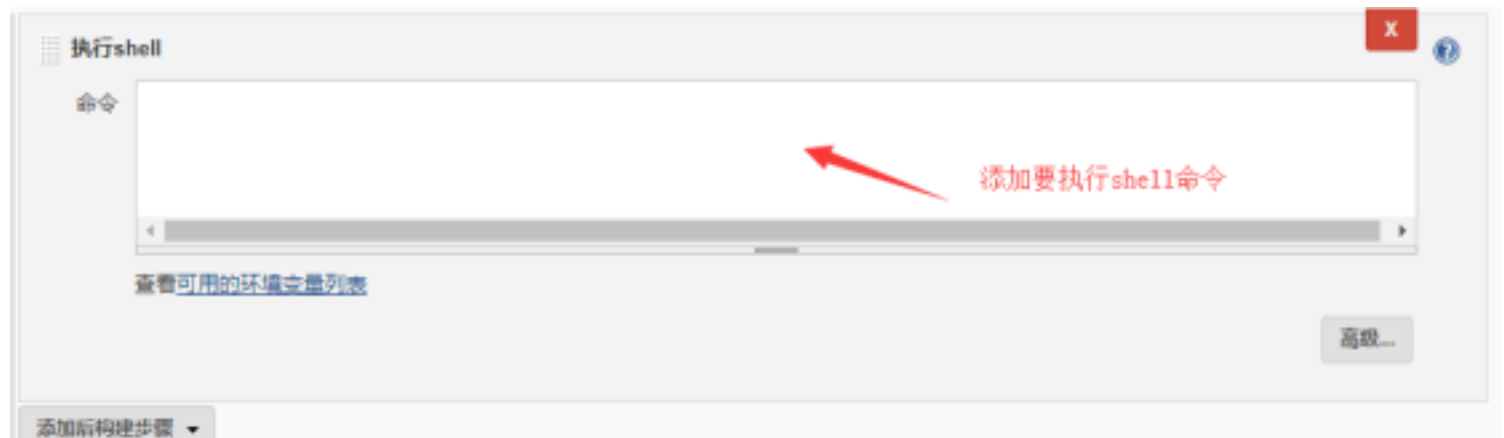 执行shell
X
命令
添加要执行shell命令
查看可用的环境变量列表
高级...
添加后构建步骤